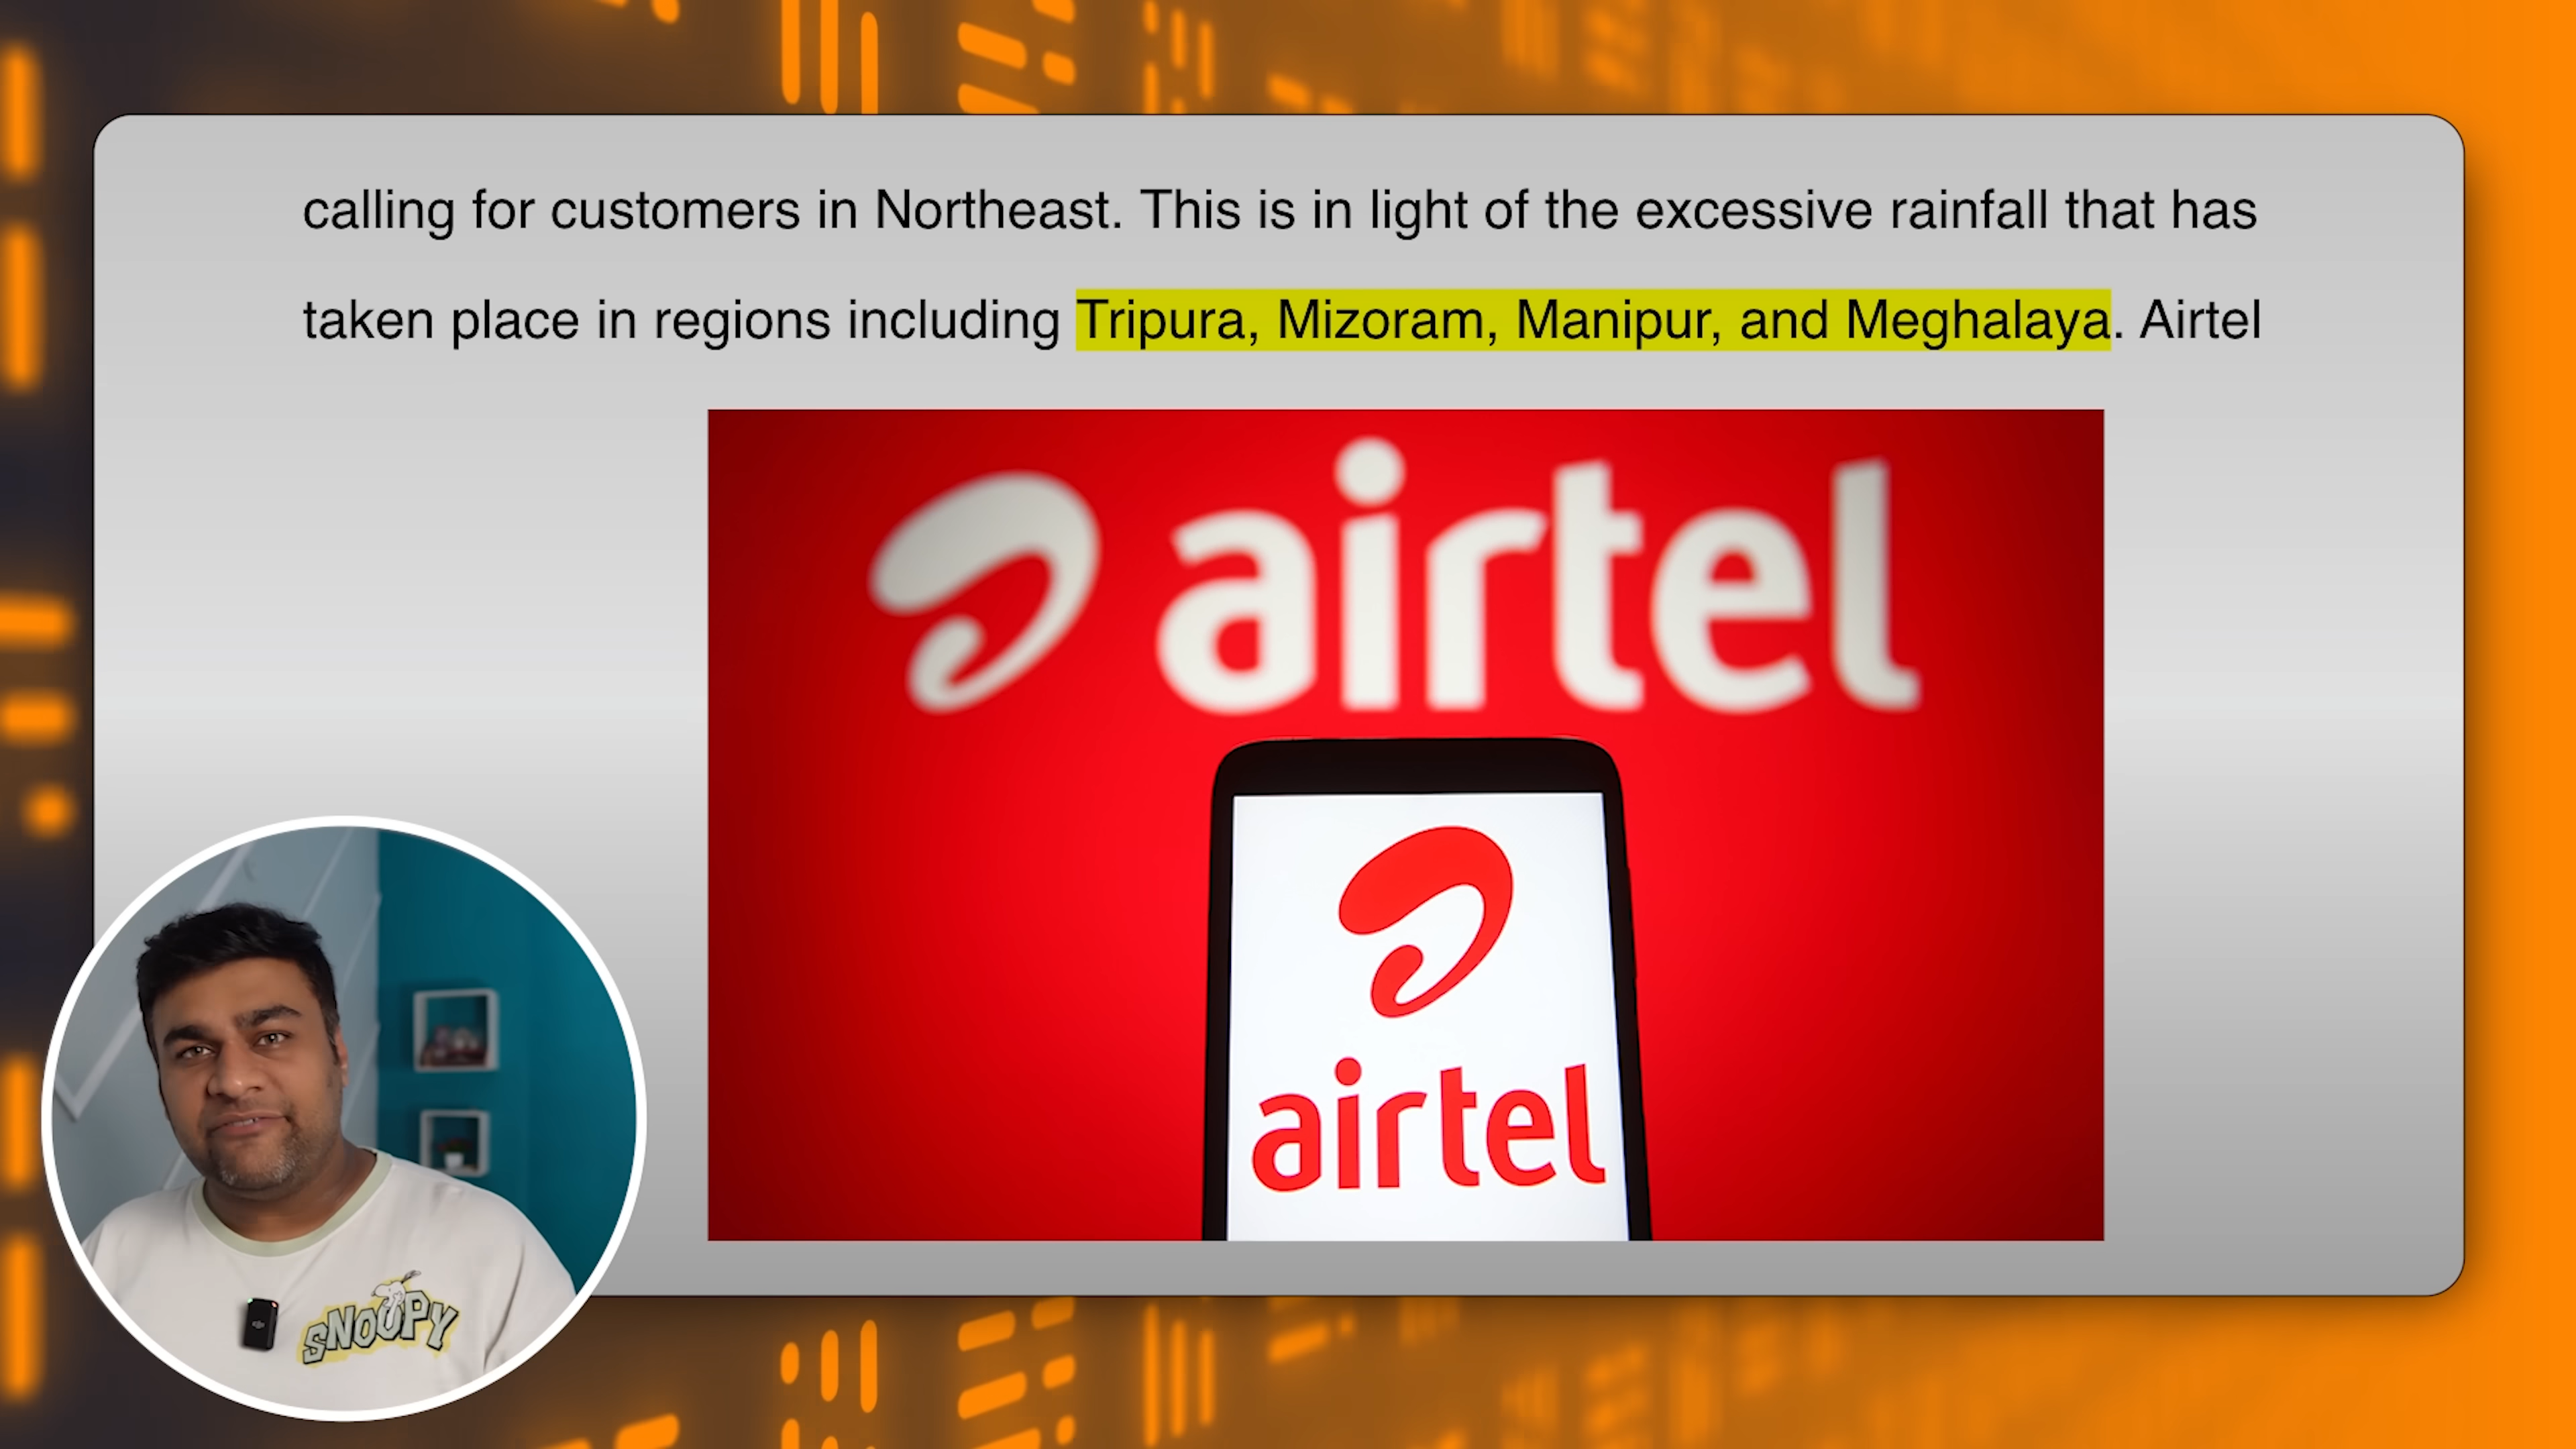 calling for customers in Northeast. This is in light of the excessive rainfall that has
taken place in regions including Tripura, Mizoram, Manipur, and Meghalaya. Airtel
airtel
airtel
SNOOPY